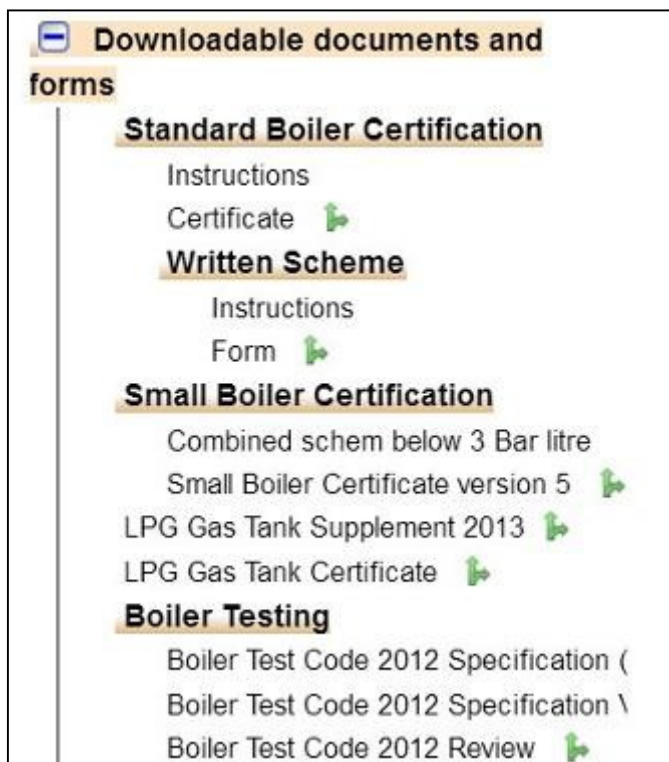 Downloadable documents and
forms
Standard Boiler Certification
Instructions
Certificate
Written Scheme
Instructions
Form
Small Boiler Certification
Combined schem below 3 Bar litre
Small Boiler Certificate version 5
LPG Gas Tank Supplement 2013
LPG Gas Tank Certificate
Boiler Testing
Boiler Test Code 2012 Specification (
Boiler Test Code 2012 Specification
Boiler Test Code 2012 Review